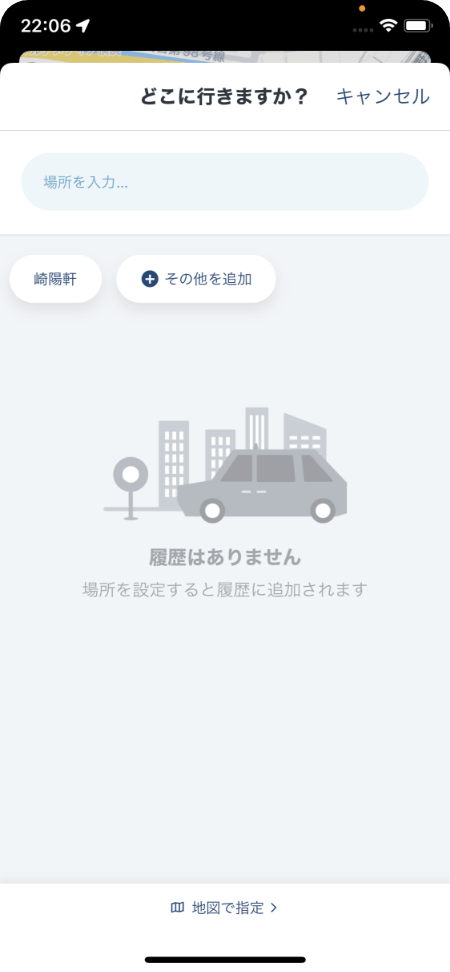 22:06
どこに行きますか？ キャンセル
場所を入力...
崎陽軒 その他を追加
履歴はありません
場所を設定すると履歴に追加されます
地図で指定